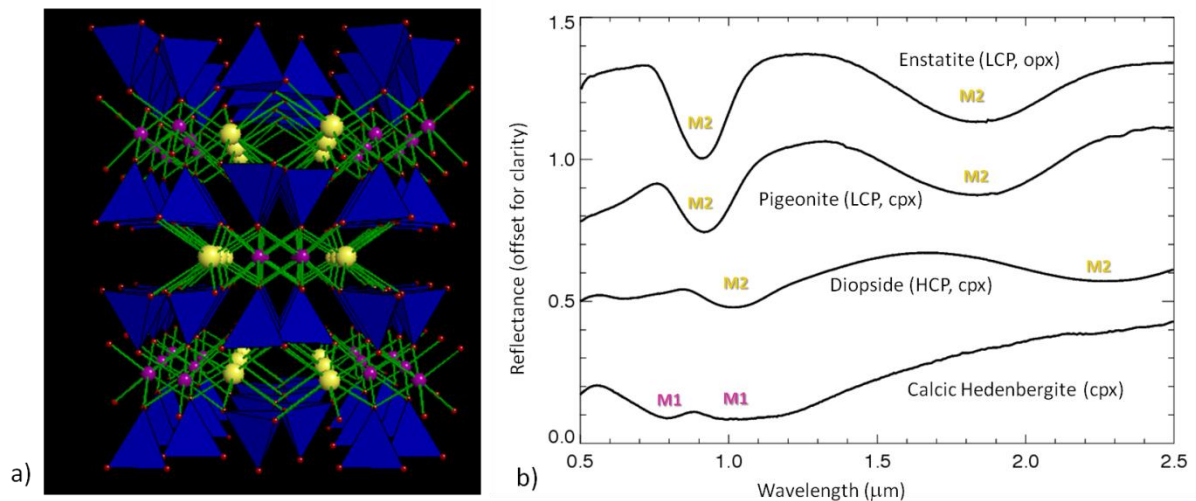 a)
b)
Reflectance (offset for clarity)
1.5
1.0
0.5
0.0
Enstatite (LCP, opx)
M2
M2
Pigeonite (LCP, cpx)
M2
M2
Diopside (HCP, cpx)
M2
M2
Calcic Hedenbergite (cpx)
M1
M1
0.5 1.0 1.5 2.0 2.5
Wavelength (μm)